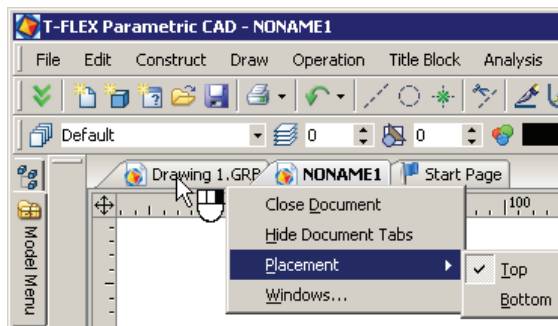 T-FLEX Parametric CAD - NONAME1
File Edit Construct Draw Operation Title Block Analysis
Default 0 0
Drawing 1.GRB NONAME1 Start Page
Close Document
100
Hide Document Tabs
Model Menu
Placement
Top
Windows...
Bottom